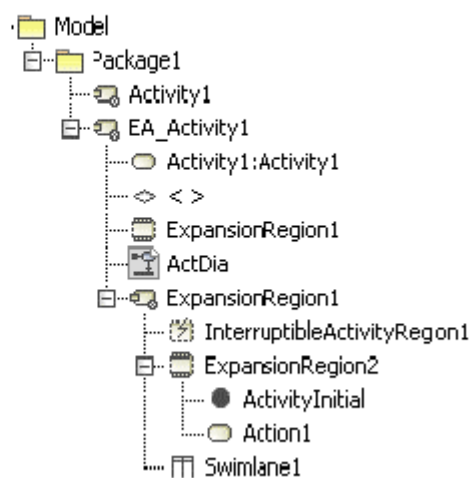 Model
Package1
Activity1
EA_Activity1
Activity1:Activity1
< >
ExpansionRegion1
ActDia
ExpansionRegion1
InterruptibleActivityRegon1
ExpansionRegion2
ActivityInitial
Action1
Swimlane1